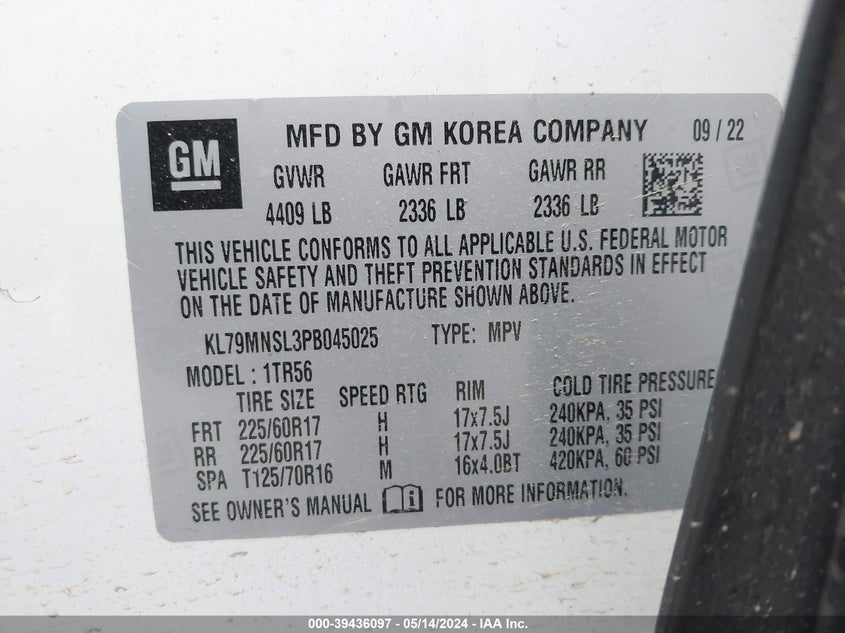 GM
MFD BY GM KOREA COMPANY 09 / 22
GVWR GAWR FRT GAWR RR
4409 LB 2336 LB 2336 LB
THIS VEHICLE CONFORMS TO ALL APPLICABLE U.S. FEDERAL MOTOR
VEHICLE SAFETY AND THEFT PREVENTION STANDARDS IN EFFECT
ON THE DATE OF MANUFACTURE SHOWN ABOVE.
KL79MNSL3PB045025 TYPE: MPV
MODEL : 1TR56
TIRE SIZE SPEED RTG RIM COLD TIRE PRESSURE
FRT 225/60R17 H 17x7.5J 240KPA, 35 PSI
RR 225/60R17 H 17x7.5J 240KPA, 35 PSI
SPA T125/70R16 M 16x4.0BT 420KPA, 60 PSI
SEE OWNER'S MANUAL FOR MORE INFORMATION.
000-39436097 - 05/14/2024 - IAA Inc.